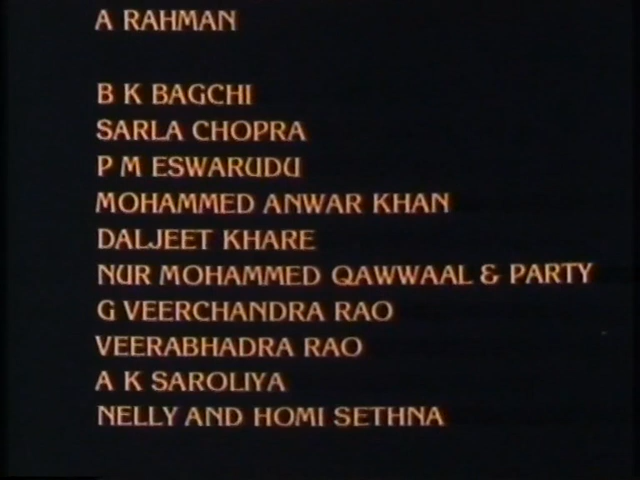 A RAHMAN
B K BAGCHI
SARLA CHOPRA
P M ESWARUDU
MOHAMMED ANWAR KHAN
DALJEET KHARE
NUR MOHAMMED QAWWAAL & PARTY
G VEERCHANDRA RAO
VEERABHADRA RAO
A K SAROLIYA
NELLY AND HOMI SETHNA